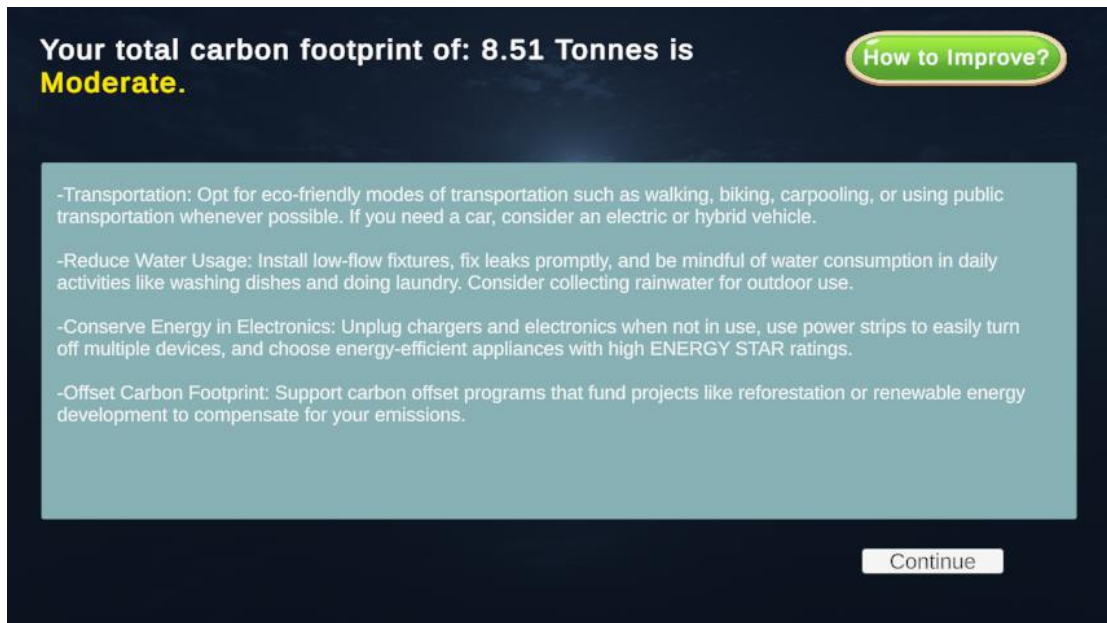 Your total carbon footprint of: 8.51 Tonnes is
Moderate.
How to Improve?
-Transportation: Opt for eco-friendly modes of transportation such as walking, biking, carpooling, or using public
transportation whenever possible. If you need a car, consider an electric or hybrid vehicle.
-Reduce Water Usage: Install low-flow fixtures, fix leaks promptly, and be mindful of water consumption in daily
activities like washing dishes and doing laundry. Consider collecting rainwater for outdoor use.
-Conserve Energy in Electronics: Unplug chargers and electronics when not in use, use power strips to easily turn
off multiple devices, and choose energy-efficient appliances with high ENERGY STAR ratings.
-Offset Carbon Footprint: Support carbon offset programs that fund projects like reforestation or renewable energy
development to compensate for your emissions.
Continue